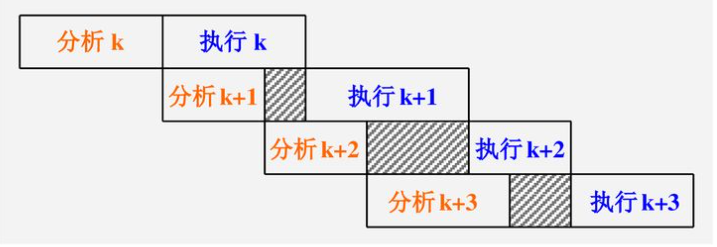 分析 k 执行 k
分析 k+1 执行 k+1
分析 k+2 执行 k+2
分析 k+3 执行 k+3